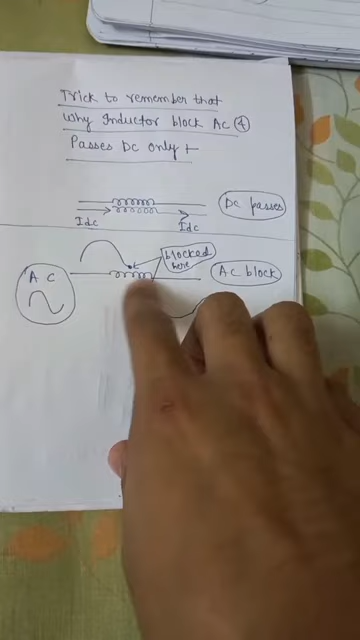 Trick to remember that
Why Inductor block AC &
Passes DC only :-
Idc
Idc
DC passes
AC
blocked
here
AC block